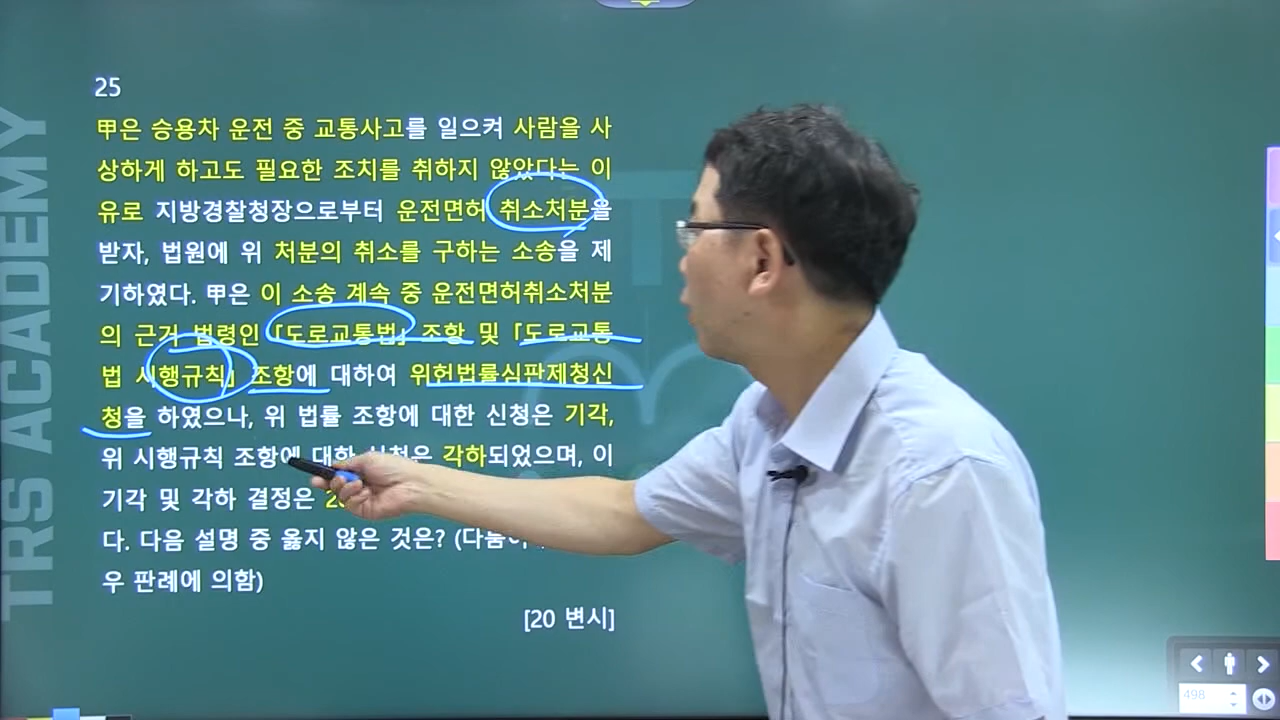 25
甲은 승용차 운전 중 교통사고를 일으켜 사람을 사
상하게 하고도 필요한 조치를 취하지 않았다는 이
유로 지방경찰청장으로부터 운전면허 취소처분을
받자, 법원에 위 처분의 취소를 구하는 소송을 제
기하였다. 甲은 이 소송 계속 중 운전면허취소처분
의 근거 법령인 「도로교통법」 조항 및 「도로교통
법 시행규칙」 조항에 대하여 위헌법률심판제청신
청을 하였으나, 위 법률 조항에 대한 신청은 기각,
위 시행규칙 조항에 대한 신청은 각하되었으며, 이
기각 및 각하 결정은
다. 다음 설명 중 옳지 않은 것은?
우 판례에 의함)
[20 변시]
TRS ACADEMY
498